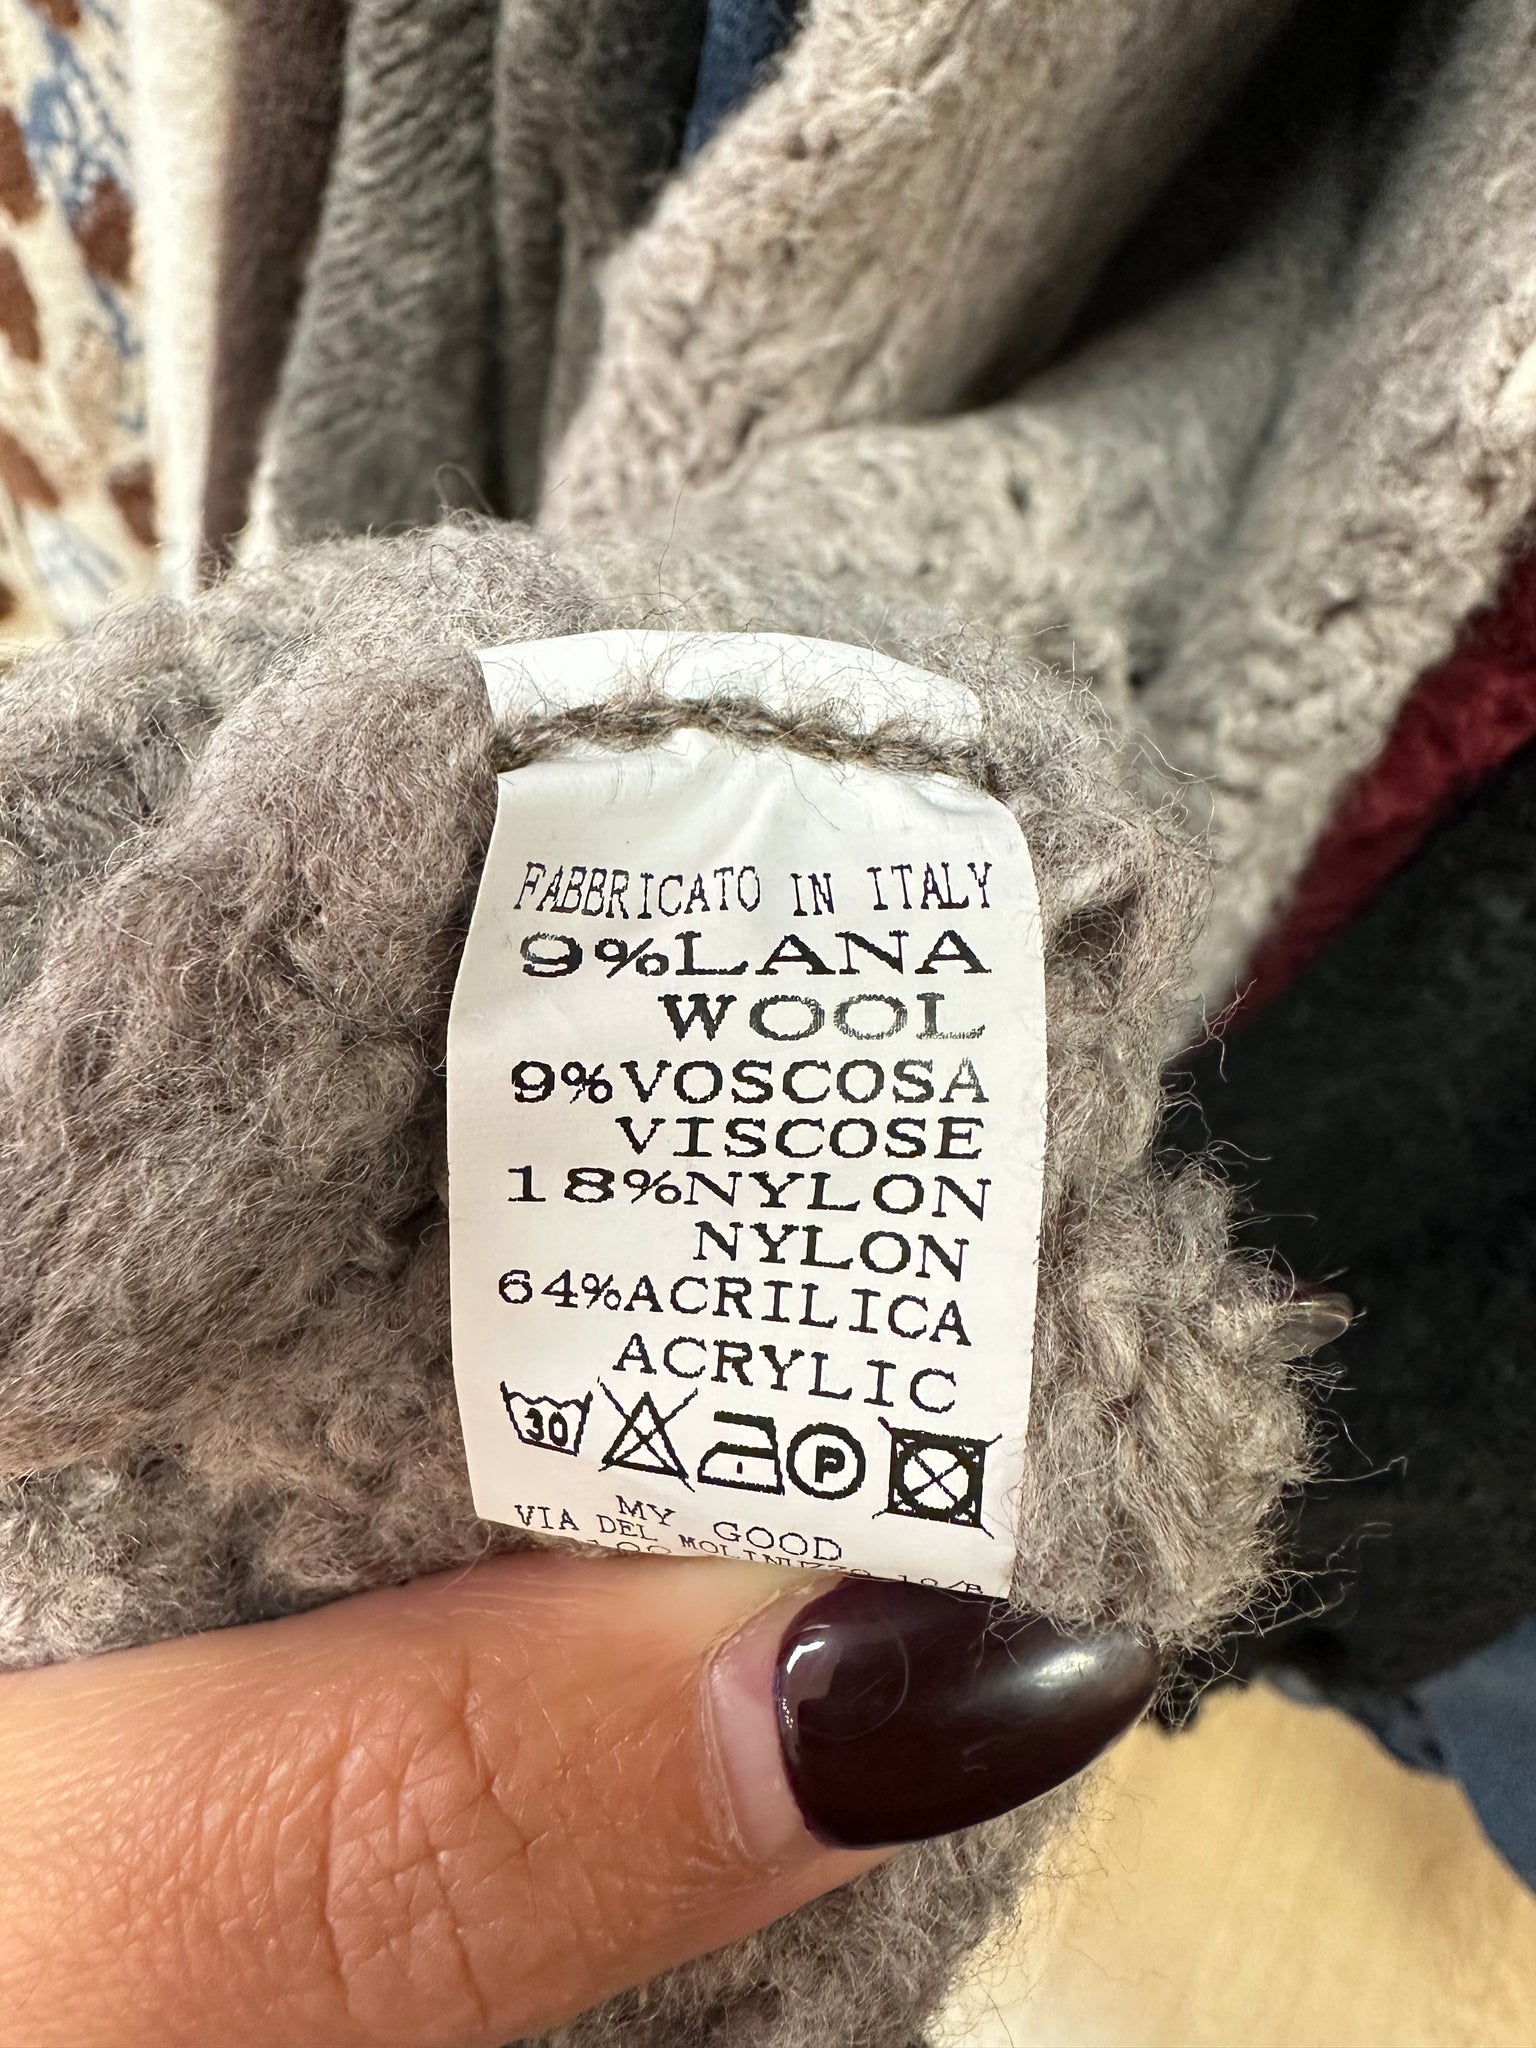 FABBRICATO IN ITALY
9%LANA
WOOL
9%VOSCOSA
VISCOSE
18%NYLON
NYLON
64%ACRILICA
ACRYLIC
30 P
MY GOOD
VIA DEL MOLINUZZO